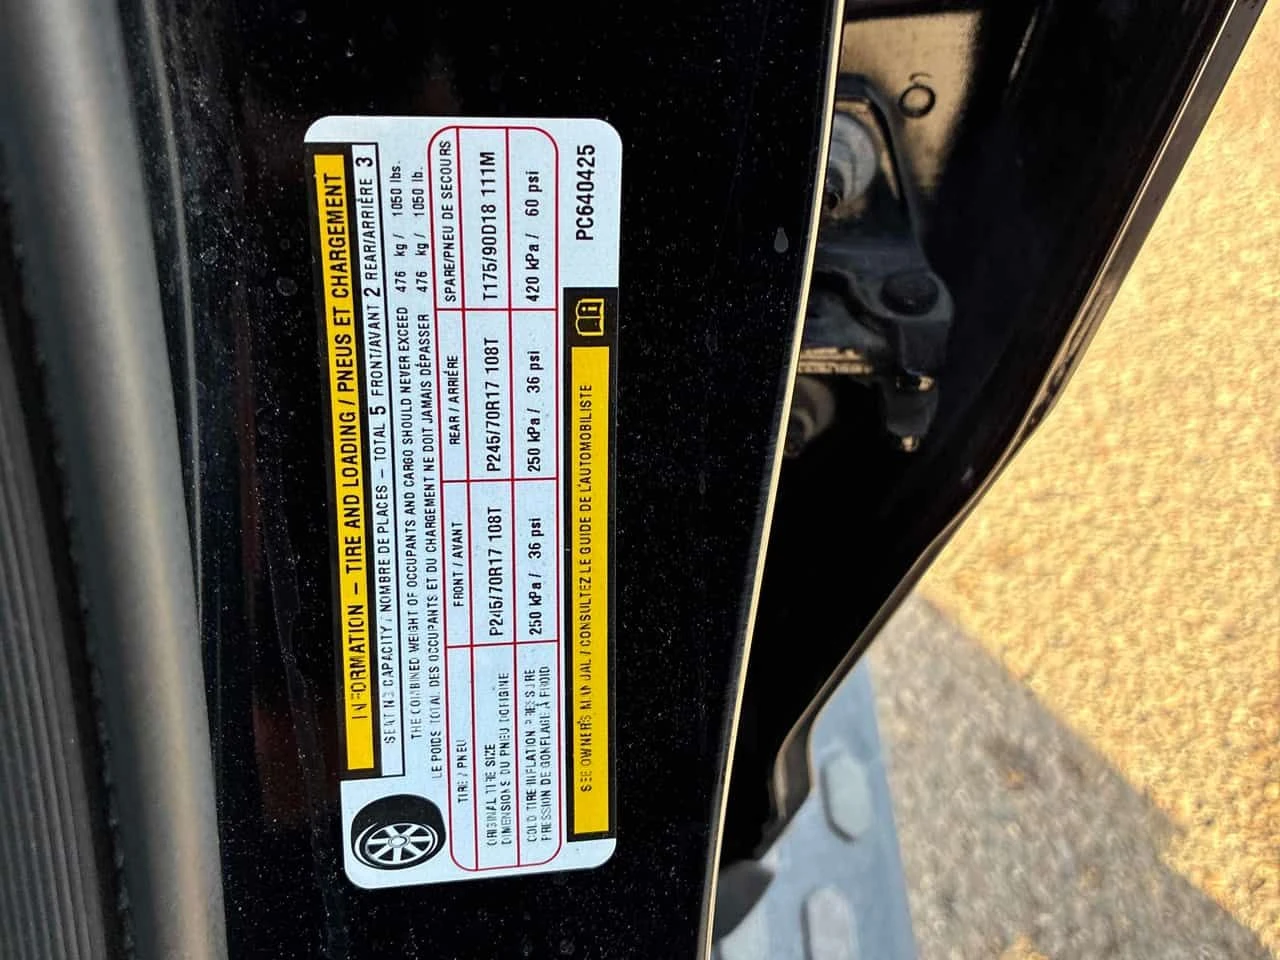 INFORMATION – TIRE AND LOADING / PNEUS ET CHARGEMENT
SEATING CAPACITY / NOMBRE DE PLACES – TOTAL 5 FRONT/AVANT 2 REAR/ARRIÈRE 3
THE COMBINED WEIGHT OF OCCUPANTS AND CARGO SHOULD NEVER EXCEED 476 kg / 1050 lbs.
LE POIDS TOTAL DES OCCUPANTS ET DU CHARGEMENT NE DOIT JAMAIS DÉPASSER 476 kg / 1050 lb.
TIRE / PNEU FRONT / AVANT REAR / ARRIÈRE SPARE/PNEU DE SECOURS
ORIGINAL TIRE SIZE
DIMENSIONS DU PNEU D'ORIGINE
P245/70R17 108T P245/70R17 108T T175/90D18 111M
COLD TIRE INFLATION PRESSURE
PRESSION DE GONFLAGE À FROID
250 kPa / 36 psi 250 kPa / 36 psi 420 kPa / 60 psi
SEE OWNER'S MANUAL / CONSULTEZ LE GUIDE DE L'AUTOMOBILISTE
PC640425